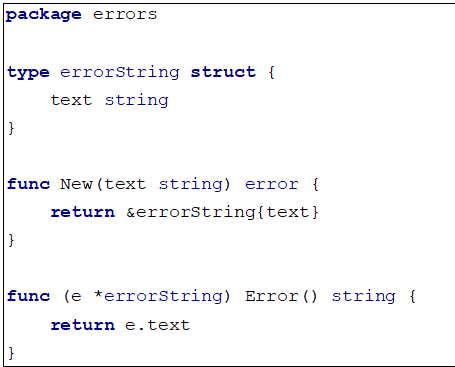 package errors
type errorString struct {
    text string
}
func New(text string) error {
    return &errorString{text}
}
func (e *errorString) Error() string {
    return e.text
}